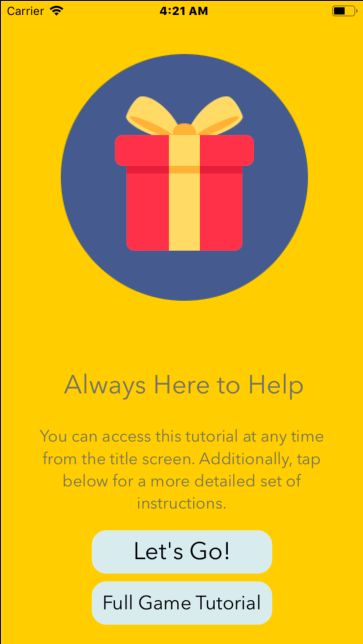 Carrier 4:21 AM
Always Here to Help
You can access this tutorial at any time
from the title screen. Additionally, tap
below for a more detailed set of
instructions.
Let's Go!
Full Game Tutorial